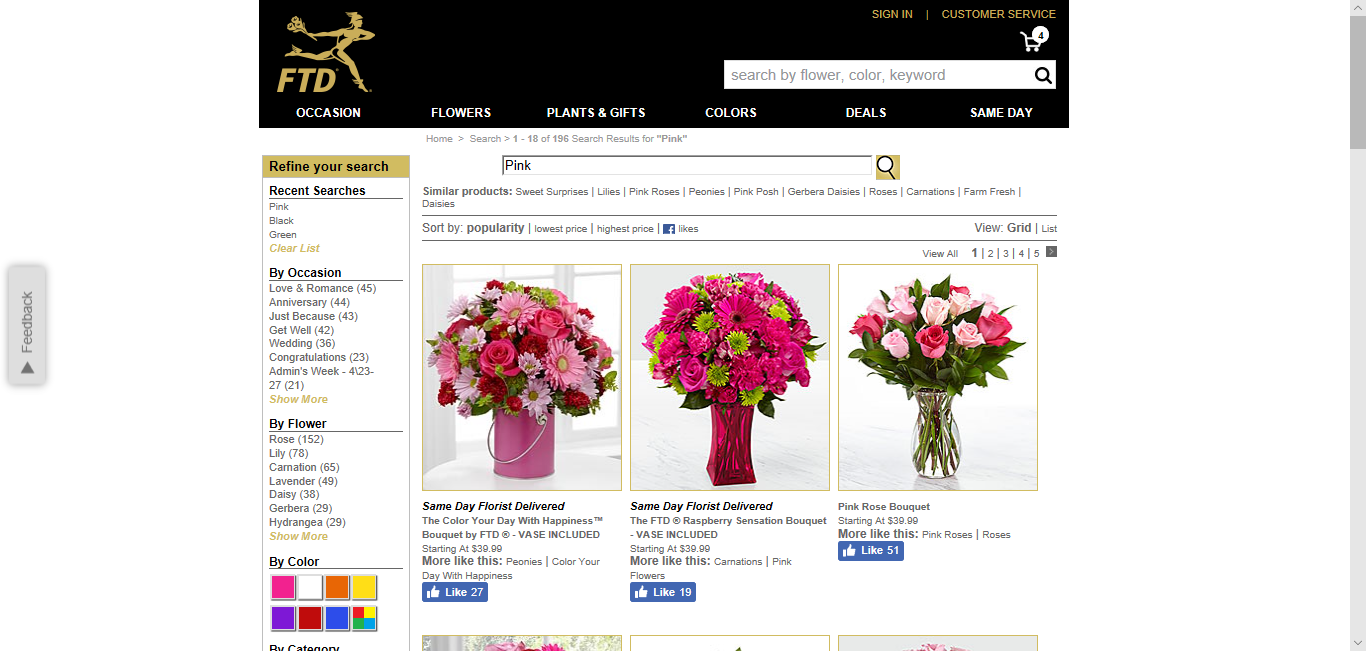 SIGN IN | CUSTOMER SERVICE
4
FTD
search by flower, color, keyword
OCCASION FLOWERS PLANTS & GIFTS COLORS DEALS SAME DAY
Home > Search > 1 - 18 of 196 Search Results for "Pink"
Refine your search
Recent Searches
Pink
Black
Green
Clear List
By Occasion
Love & Romance (45)
Anniversary (44)
Just Because (43)
Get Well (42)
Wedding (36)
Congratulations (23)
Admin's Week - 4\23-
27 (21)
Show More
By Flower
Rose (152)
Lily (78)
Carnation (65)
Lavender (49)
Daisy (38)
Gerbera (29)
Hydrangea (29)
Show More
By Color
By Category
Feedback
Pink
Similar products: Sweet Surprises | Lilies | Pink Roses | Peonies | Pink Posh | Gerbera Daisies | Roses | Carnations | Farm Fresh |
Daisies
Sort by: popularity | lowest price | highest price | likes
View: Grid | List
View All 1 | 2 | 3 | 4 | 5 >
Same Day Florist Delivered
The Color Your Day With Happiness™
Bouquet by FTD ® - VASE INCLUDED
Starting At $39.99
More like this: Peonies | Color Your
Day With Happiness
Like 27
Same Day Florist Delivered
The FTD ® Raspberry Sensation Bouquet
- VASE INCLUDED
Starting At $39.99
More like this: Carnations | Pink
Flowers
Like 19
Pink Rose Bouquet
Starting At $39.99
More like this: Pink Roses | Roses
Like 51